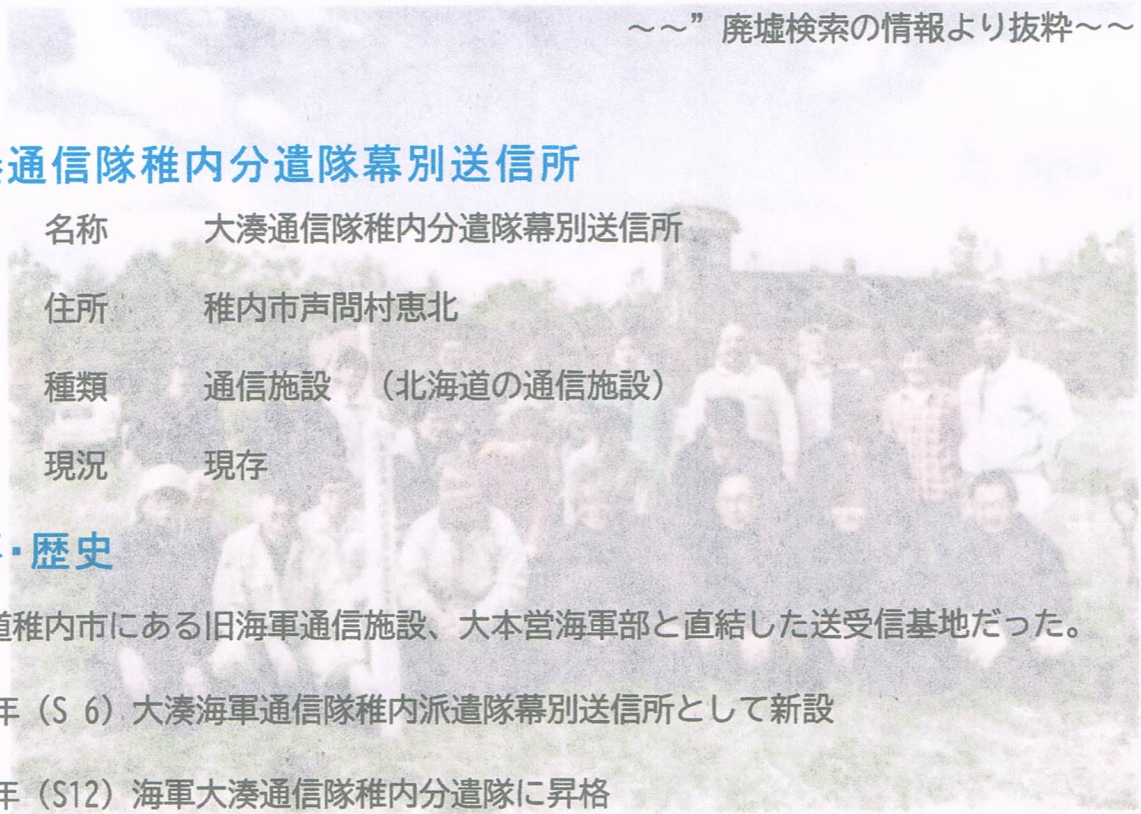 ～～”廃墟検索の情報より抜粋～～
通信隊稚内分遣隊幕別送信所
名称 大湊通信隊稚内分遣隊幕別送信所
住所 稚内市声問村恵北
種類 通信施設 （北海道の通信施設）
現況 現存
・歴史
道稚内市にある旧海軍通信施設、大本営海軍部と直結した送受信基地だった。
年（S 6）大湊海軍通信隊稚内派遣隊幕別送信所として新設
年（S12）海軍大湊通信隊稚内分遣隊に昇格